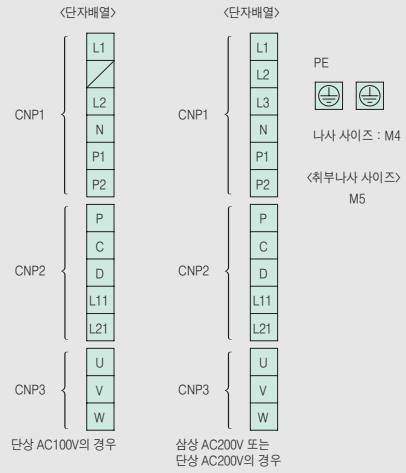 〈단자배열〉
CNP1
L1
L2
N
P1
P2
CNP2
P
C
D
L11
L21
CNP3
U
V
W
단상 AC100V의 경우
〈단자배열〉
CNP1
L1
L2
L3
N
P1
P2
CNP2
P
C
D
L11
L21
CNP3
U
V
W
삼상 AC200V 또는
단상 AC200V의 경우
PE
나사 사이즈 : M4
〈취부나사 사이즈〉
M5